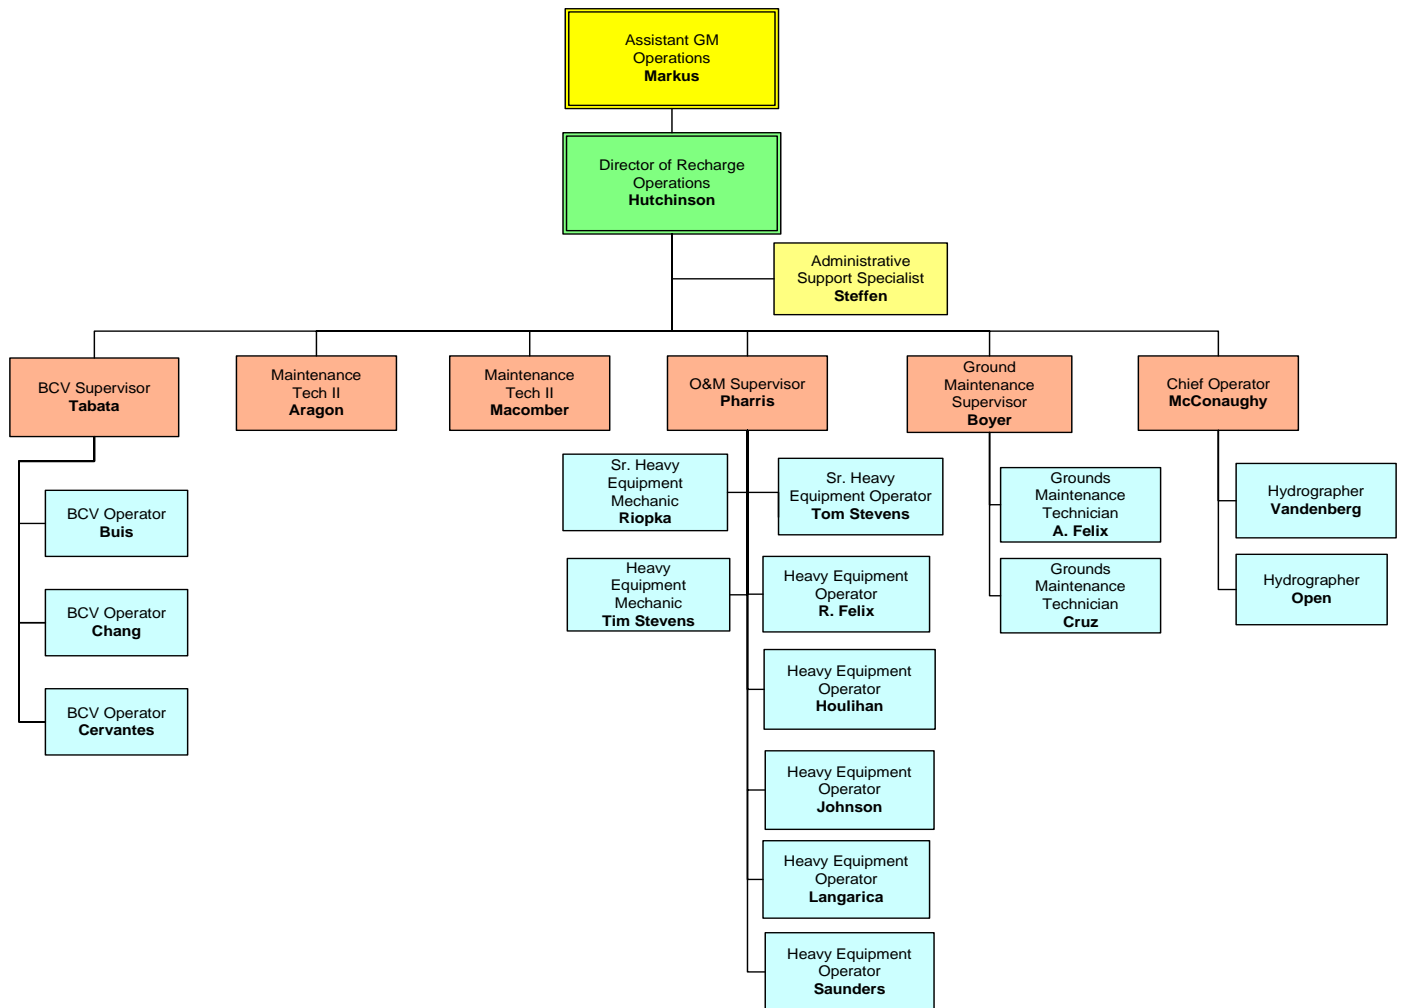 Assistant GM
Operations
Markus
Director of Recharge
Operations
Hutchinson
Administrative
Support Specialist
Steffen
BCV Supervisor
Tabata
Maintenance
Tech II
Aragon
Maintenance
Tech II
Macomber
O&M Supervisor
Pharris
Ground
Maintenance
Supervisor
Boyer
Chief Operator
McConaughy
BCV Operator
Buis
BCV Operator
Chang
BCV Operator
Cervantes
Sr. Heavy
Equipment
Mechanic
Riopka
Heavy
Equipment
Mechanic
Tim Stevens
Sr. Heavy
Equipment Operator
Tom Stevens
Heavy Equipment
Operator
R. Felix
Heavy Equipment
Operator
Houlihan
Heavy Equipment
Operator
Johnson
Heavy Equipment
Operator
Langarica
Heavy Equipment
Operator
Saunders
Grounds
Maintenance
Technician
A. Felix
Grounds
Maintenance
Technician
Cruz
Hydrographer
Vandenberg
Hydrographer
Open